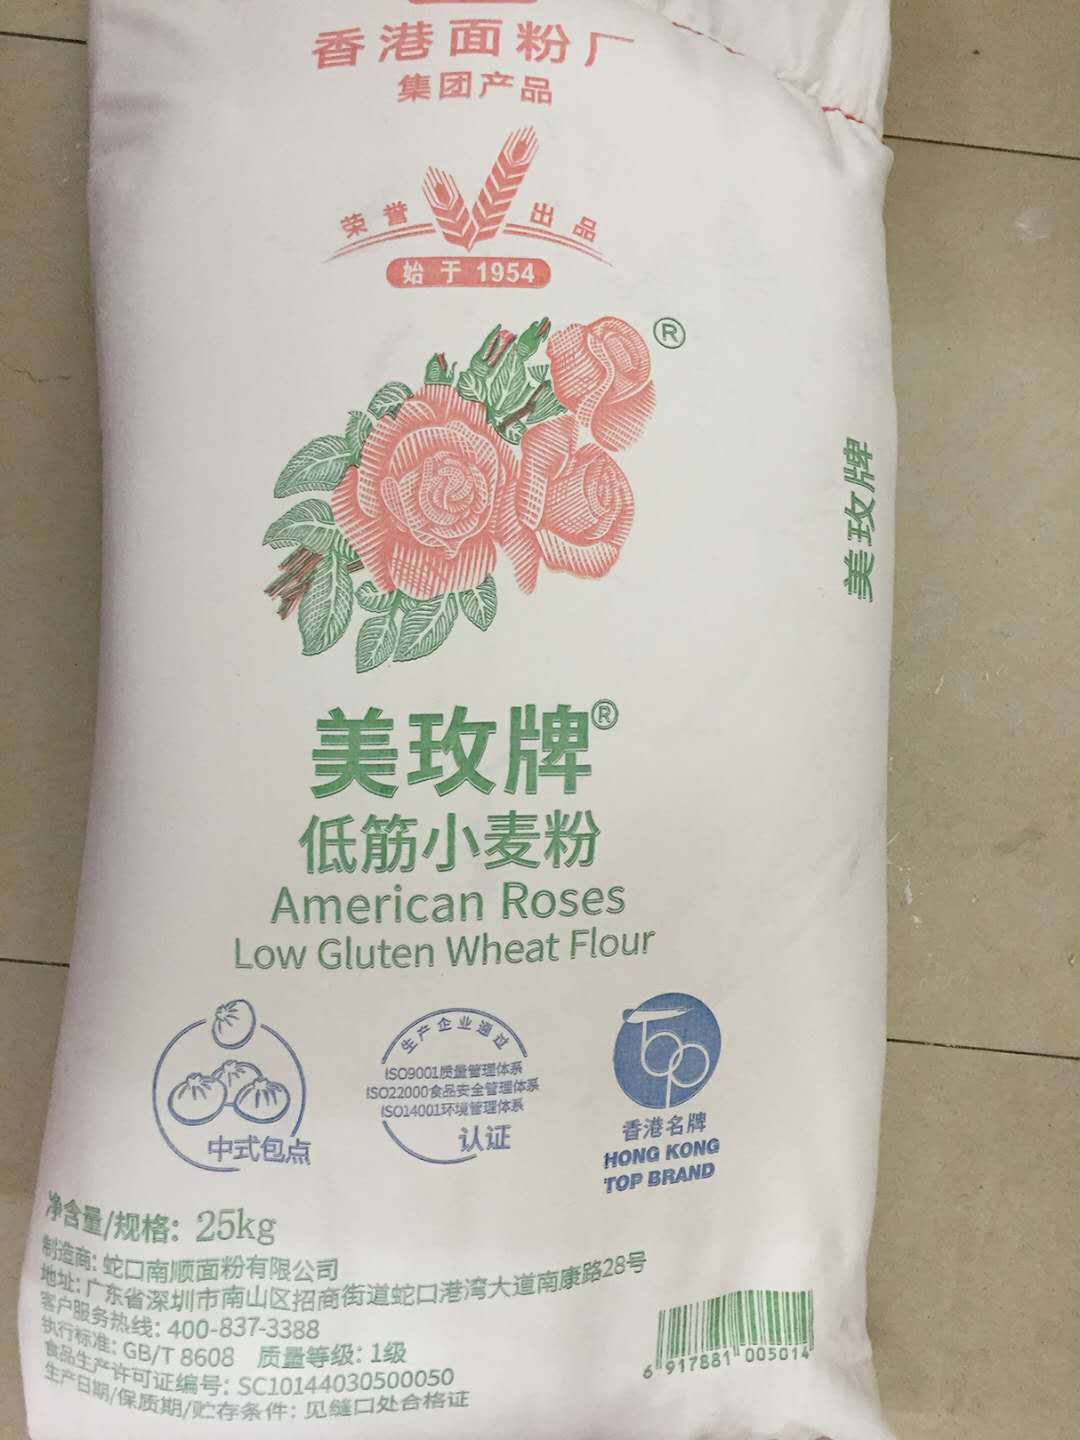 香港面粉厂
集团产品
荣誉出品
始于1954
®
美玫牌
美玫牌®
低筋小麦粉
American Roses
Low Gluten Wheat Flour
中式包点
生产企业通过
ISO9001质量管理体系
ISO22000食品安全管理体系
ISO14001环境管理体系
认证
TOP
香港名牌
HONG KONG
TOP BRAND
净含量/规格: 25kg
制造商: 蛇口南顺面粉有限公司
地址: 广东省深圳市南山区招商街道蛇口港湾大道南康路28号
客户服务热线: 400-837-3388
执行标准: GB/T 8608 质量等级: 1级
食品生产许可证编号: SC10144030500050
生产日期/保质期/贮存条件: 见缝口处合格证
6 917881 005014